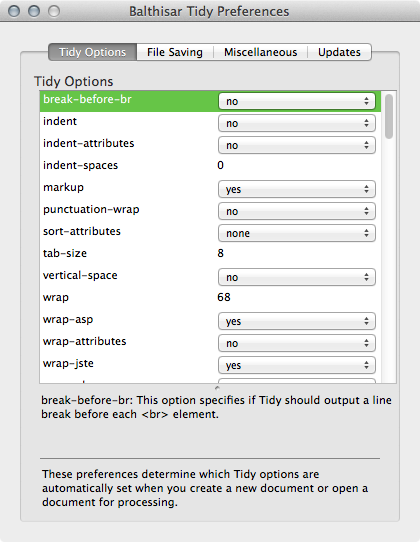 Balthisar Tidy Preferences
Tidy Options File Saving Miscellaneous Updates
Tidy Options
break-before-br no
indent no
indent-attributes no
indent-spaces 0
markup yes
punctuation-wrap no
sort-attributes none
tab-size 8
vertical-space no
wrap 68
wrap-asp yes
wrap-attributes no
wrap-jste yes
break-before-br: This option specifies if Tidy should output a line
break before each <br> element.
These preferences determine which Tidy options are
automatically set when you create a new document or open a
document for processing.